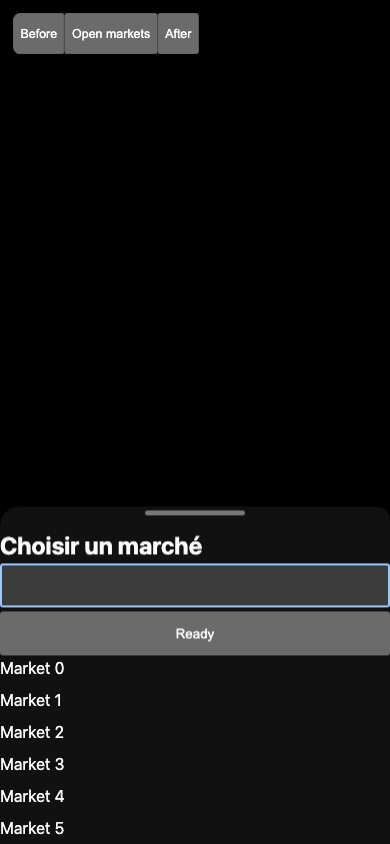 Before Open markets After
Choisir un marché
Ready
Market 0
Market 1
Market 2
Market 3
Market 4
Market 5